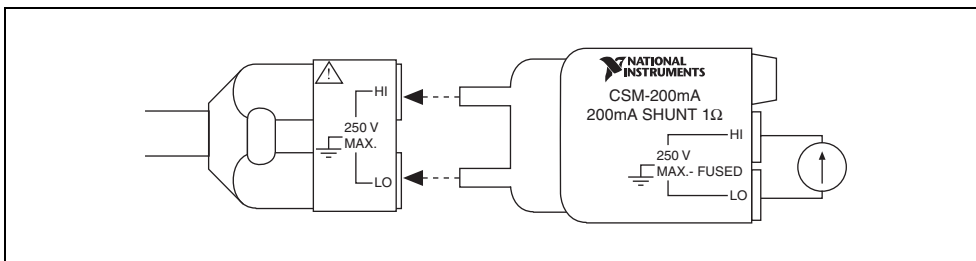 HI
250 V
MAX.
LO
NATIONAL
INSTRUMENTS
CSM-200mA
200mA SHUNT 1Ω
HI
250 V
MAX.- FUSED
LO